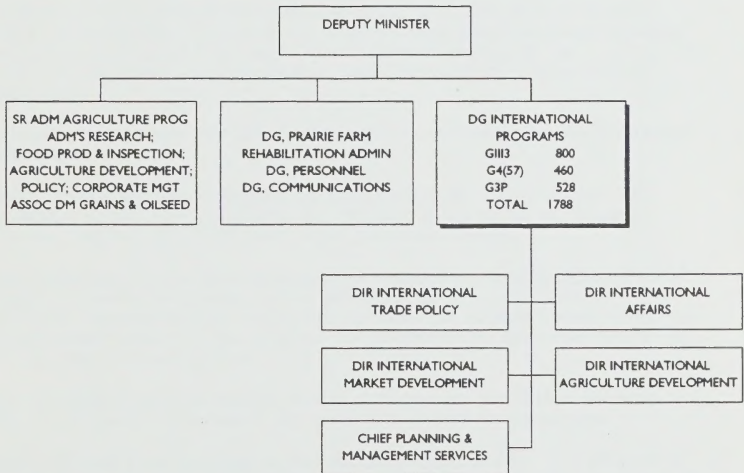 DEPUTY MINISTER
SR ADM AGRICULTURE PROG
ADM'S RESEARCH;
FOOD PROD & INSPECTION;
AGRICULTURE DEVELOPMENT;
POLICY; CORPORATE MGT
ASSOC DM GRAINS & OILSEED
DG, PRAIRIE FARM
REHABILITATION ADMIN
DG, PERSONNEL
DG, COMMUNICATIONS
DG INTERNATIONAL
PROGRAMS
GIII3 800
G4(57) 460
G3P 528
TOTAL 1788
DIR INTERNATIONAL
TRADE POLICY
DIR INTERNATIONAL
AFFAIRS
DIR INTERNATIONAL
MARKET DEVELOPMENT
DIR INTERNATIONAL
AGRICULTURE DEVELOPMENT
CHIEF PLANNING &
MANAGEMENT SERVICES